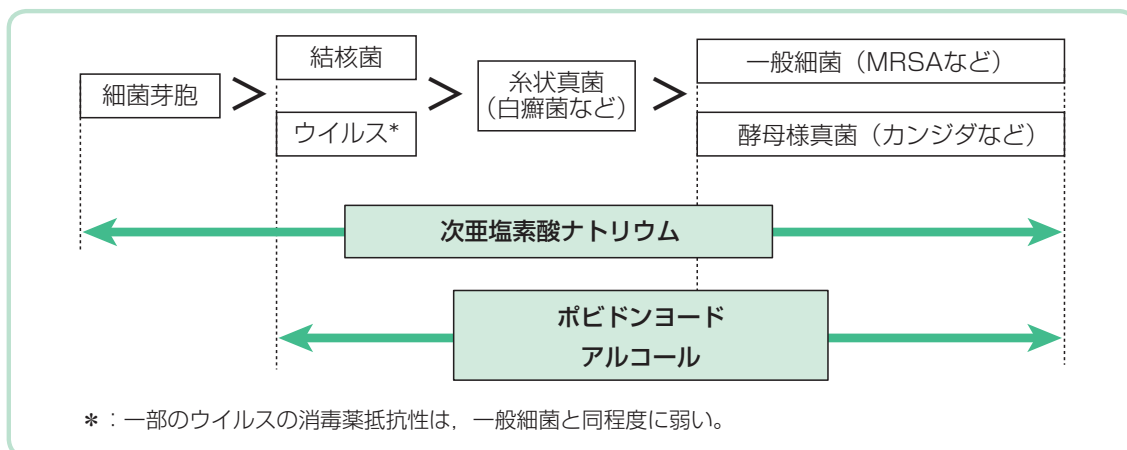 細菌芽胞
>
結核菌
ウイルス*
>
糸状真菌
(白癬菌など)
>
一般細菌（MRSAなど）
酵母様真菌（カンジダなど）
次亜塩素酸ナトリウム
ポビドンヨード
アルコール
*：一部のウイルスの消毒薬抵抗性は，一般細菌と同程度に弱い。